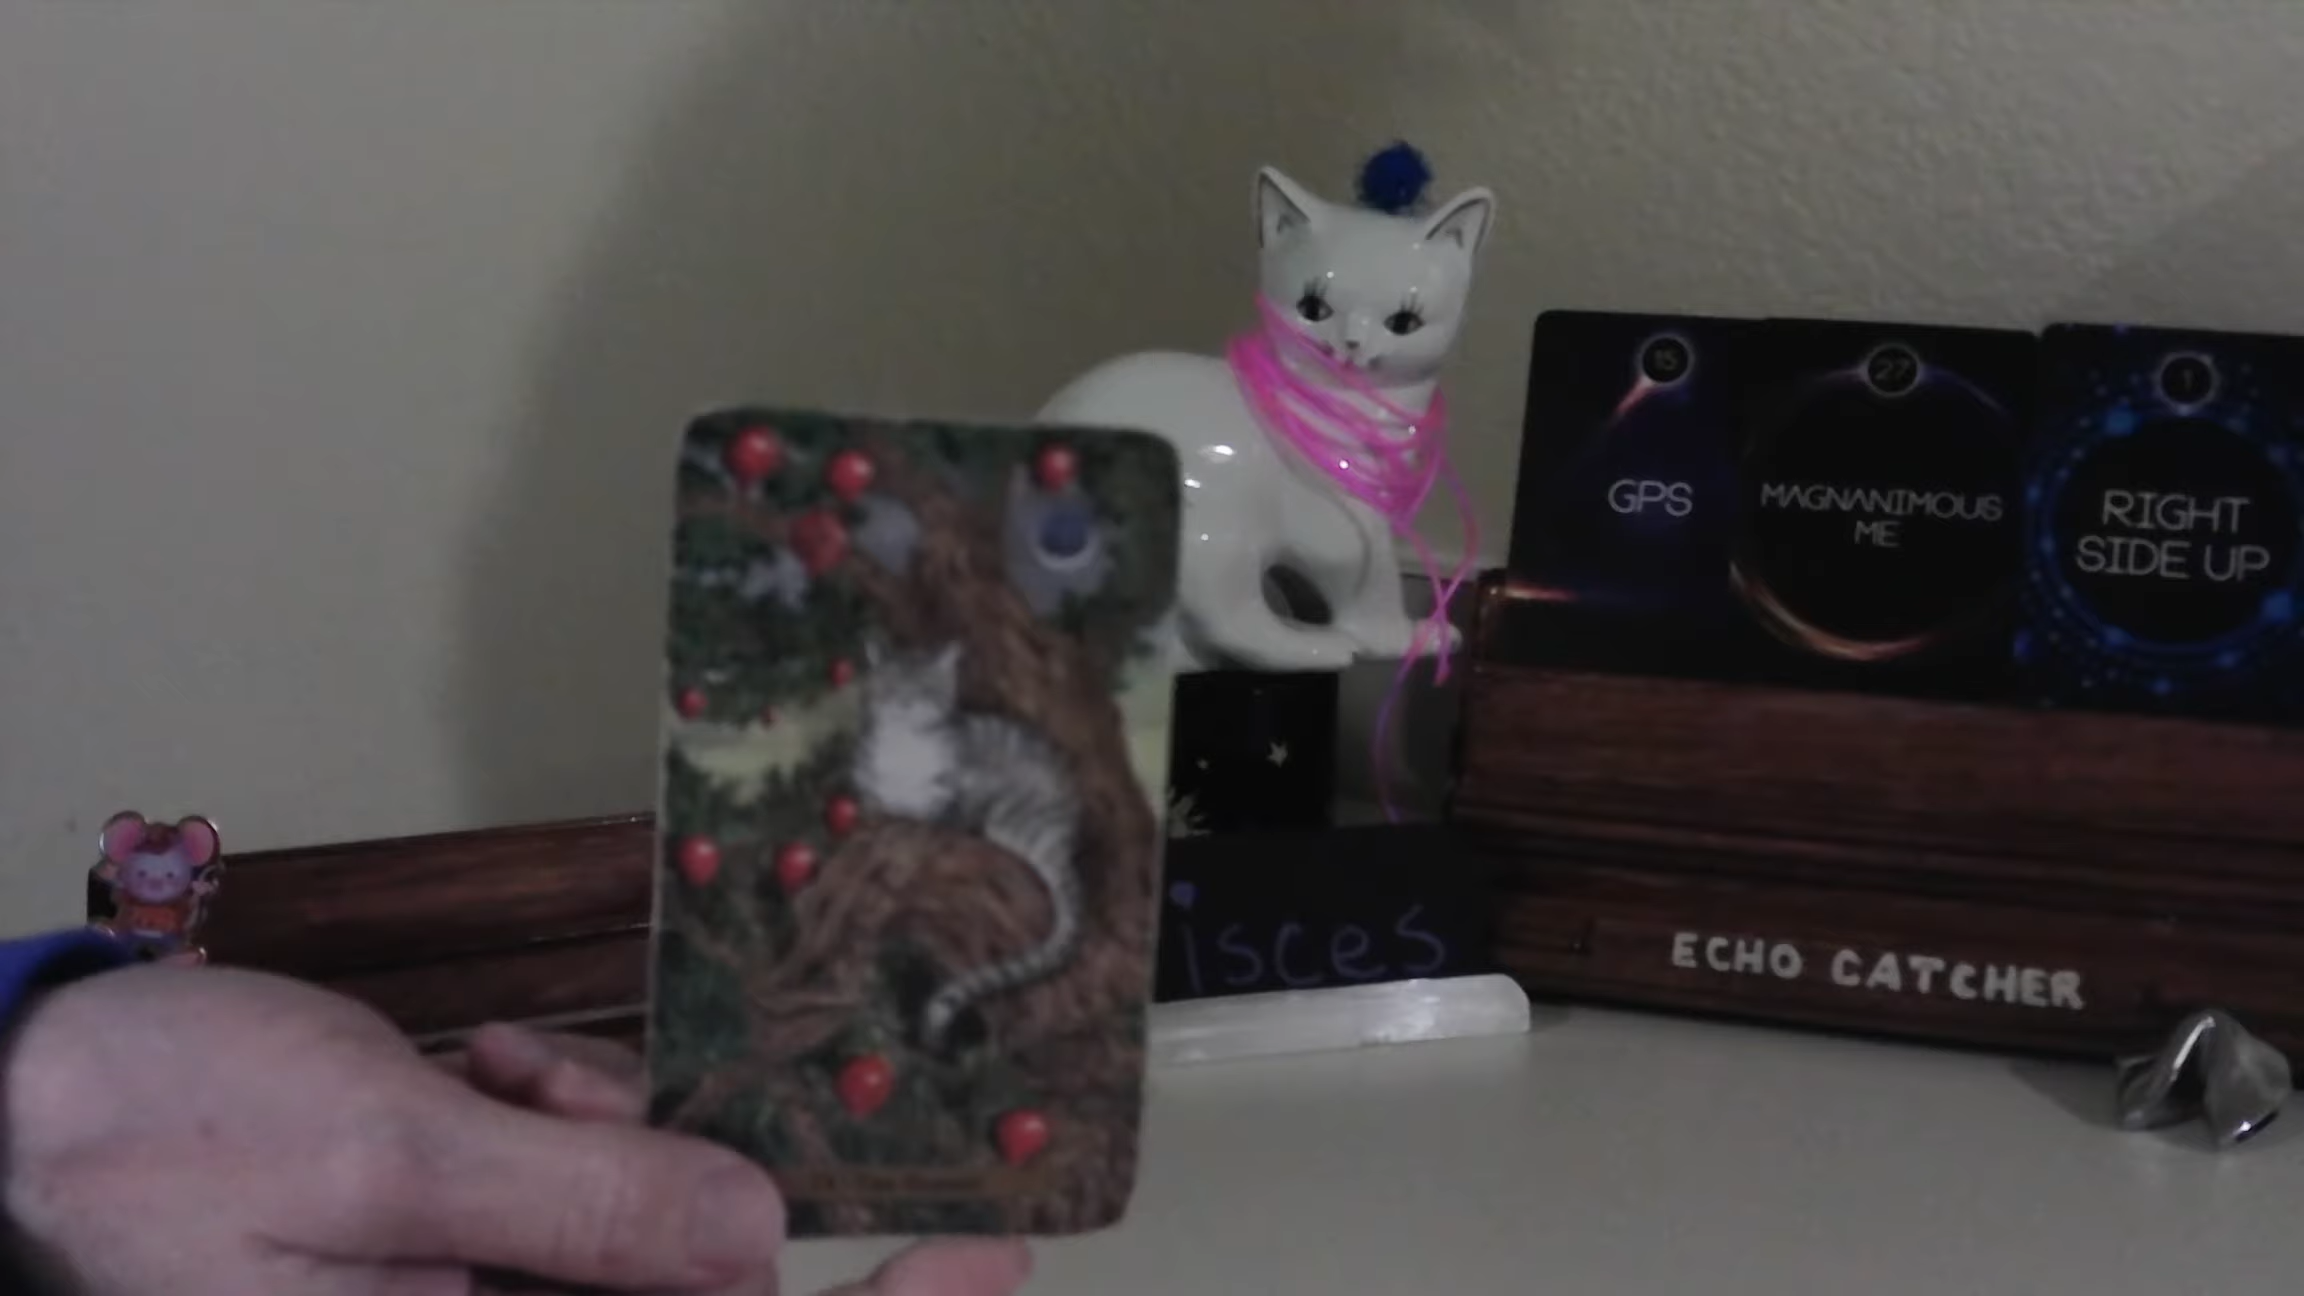 15
GPS
27
MAGNANIMOUS
ME
1
RIGHT
SIDE UP
isces
ECHO CATCHER